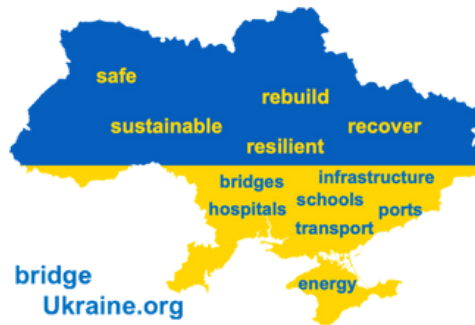 safe
rebuild
sustainable
recover
resilient
bridges
infrastructure
schools
hospitals
ports
transport
energy
bridge
Ukraine.org